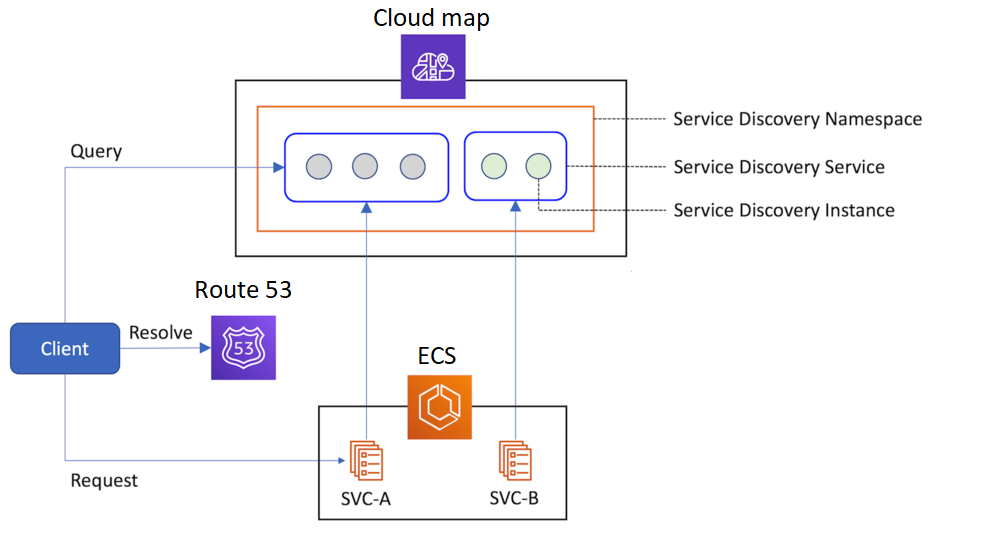 Cloud map
Service Discovery Namespace
Query
Service Discovery Service
Service Discovery Instance
Route 53
Resolve
53
Client
ECS
Request
SVC-A
SVC-B